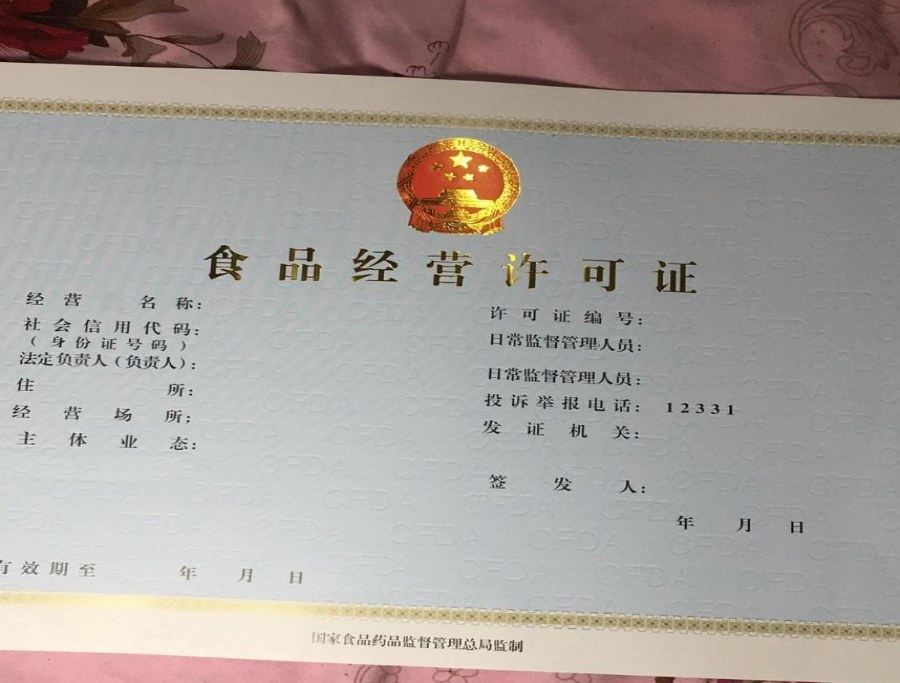 食品经营许可证
经营名称:
社会信用代码:
(身份证号码)
法定负责人(负责人):
住所:
经营场所:
主体业态:
有效期至 年 月 日
许可证编号:
日常监督管理人员:
日常监督管理人员:
投诉举报电话: 12331
发证机关:
签发人:
年 月 日
国家食品药品监督管理总局监制